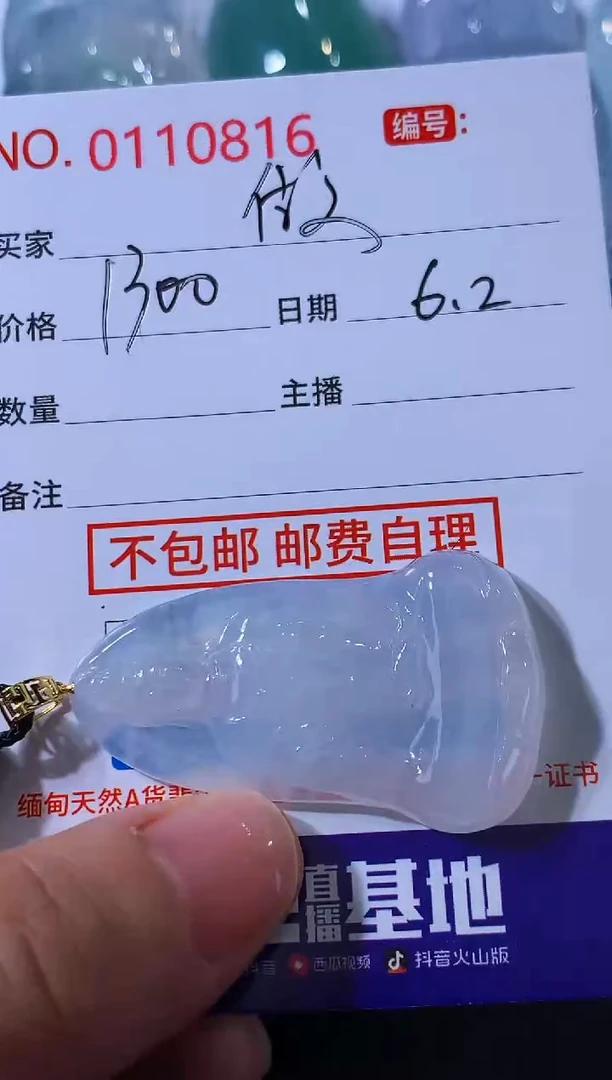 NO. 0110816 编号:
买家
价格 1300 日期 6.2
数量 主播
备注
不包邮 邮费自理
缅甸天然A货 证书
直播基地
抖音 西瓜视频 抖音火山版